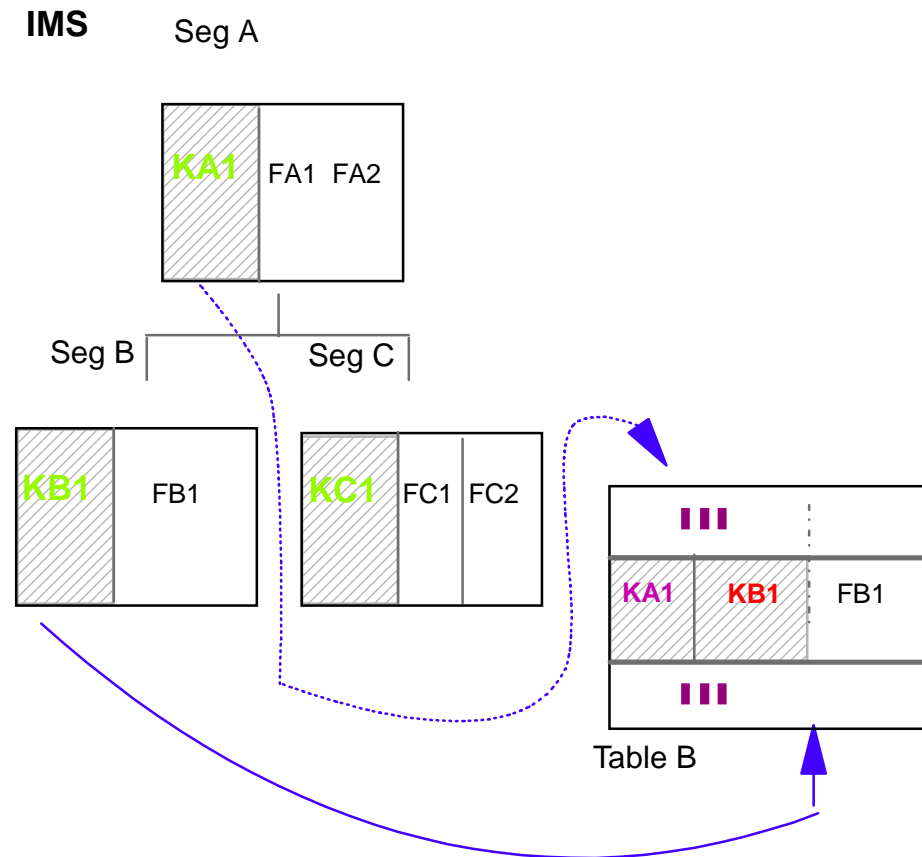 IMS
Seg A
KA1 FA1 FA2
Seg B Seg C
KB1 FB1 KC1 FC1 FC2
KA1 KB1 FB1
Table B